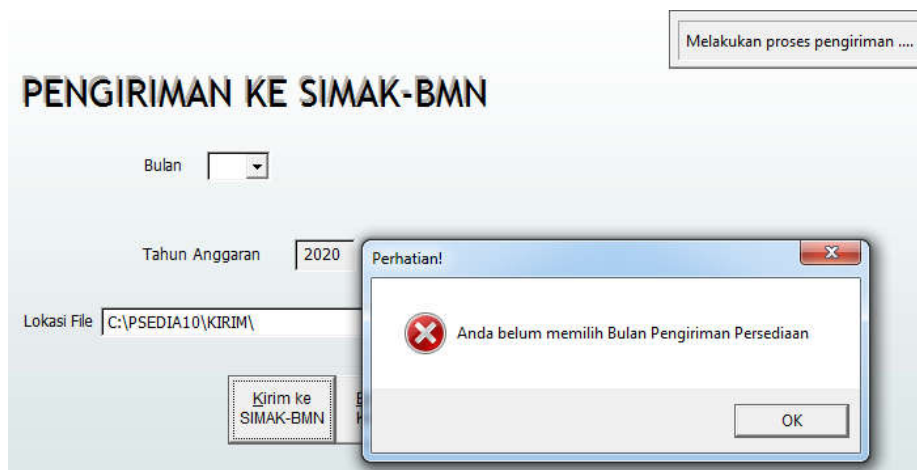 Melakukan proses pengiriman ....
PENGIRIMAN KE SIMAK-BMN
Bulan
Tahun Anggaran 2020
Perhatian!
Lokasi File C:\PSEDIA10\KIRIM\
Anda belum memilih Bulan Pengiriman Persediaan
Kirim ke
SIMAK-BMN
OK